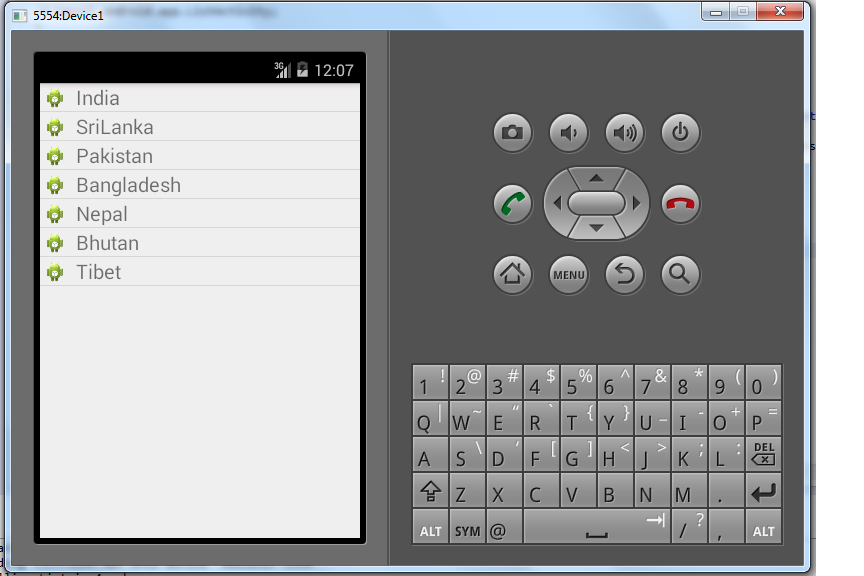 5554:Device1
3G 12:07
India
SriLanka
Pakistan
Bangladesh
Nepal
Bhutan
Tibet
MENU
! @ # $ % ^ & * ( )
1 2 3 4 5 6 7 8 9 0
| ~ “ ` { } _ - + =
Q W E R T Y U I O P
\ ' [ ] < > ; : DEL
A S D F G H J K L
Z X C V B N M .
ALT SYM @ / ? , ALT